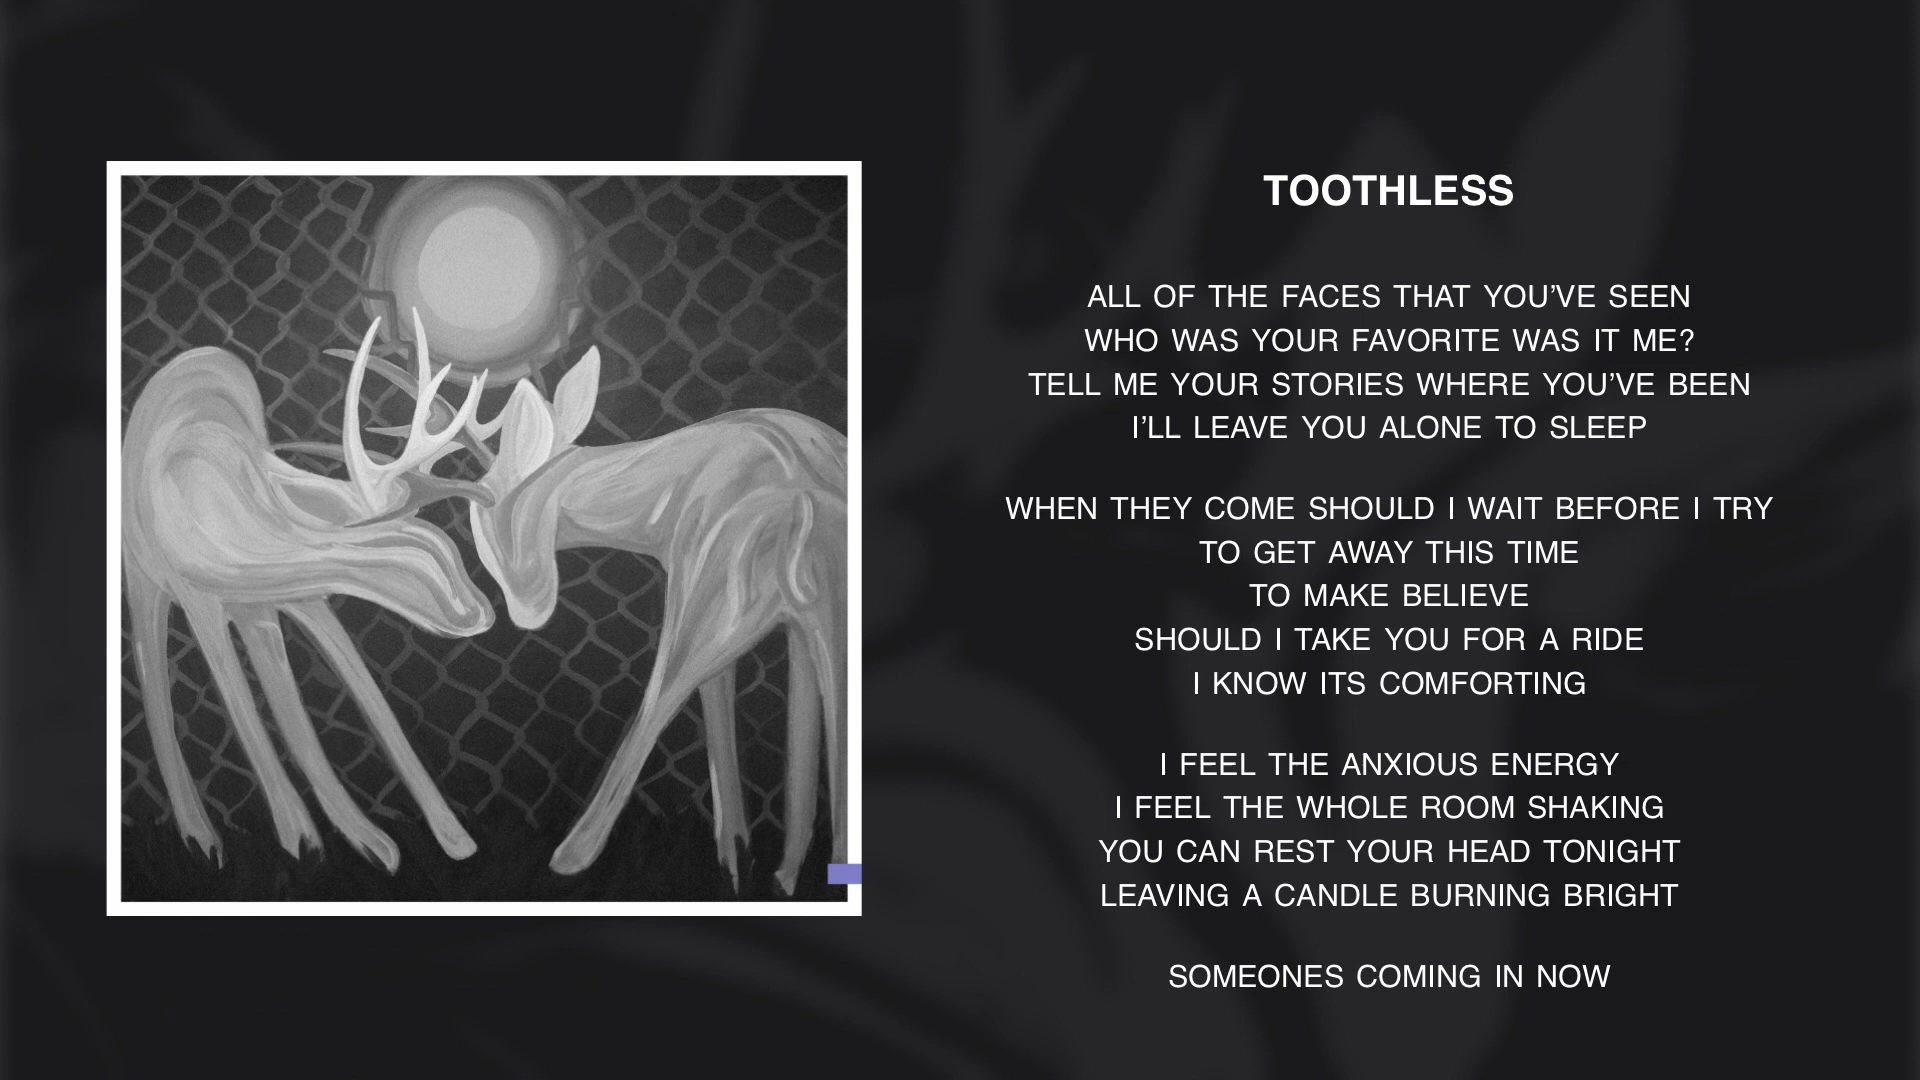 TOOTHLESS
ALL OF THE FACES THAT YOU’VE SEEN
WHO WAS YOUR FAVORITE WAS IT ME?
TELL ME YOUR STORIES WHERE YOU’VE BEEN
I’LL LEAVE YOU ALONE TO SLEEP
WHEN THEY COME SHOULD I WAIT BEFORE I TRY
TO GET AWAY THIS TIME
TO MAKE BELIEVE
SHOULD I TAKE YOU FOR A RIDE
I KNOW ITS COMFORTING
I FEEL THE ANXIOUS ENERGY
I FEEL THE WHOLE ROOM SHAKING
YOU CAN REST YOUR HEAD TONIGHT
LEAVING A CANDLE BURNING BRIGHT
SOMEONES COMING IN NOW